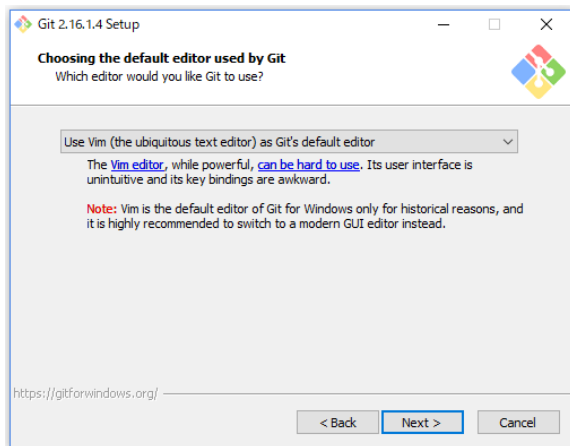 Git 2.16.1.4 Setup
Choosing the default editor used by Git
Which editor would you like Git to use?
Use Vim (the ubiquitous text editor) as Git's default editor
The Vim editor, while powerful, can be hard to use. Its user interface is
unintuitive and its key bindings are awkward.
Note: Vim is the default editor of Git for Windows only for historical reasons, and
it is highly recommended to switch to a modern GUI editor instead.
https://gitforwindows.org/
< Back
Next >
Cancel